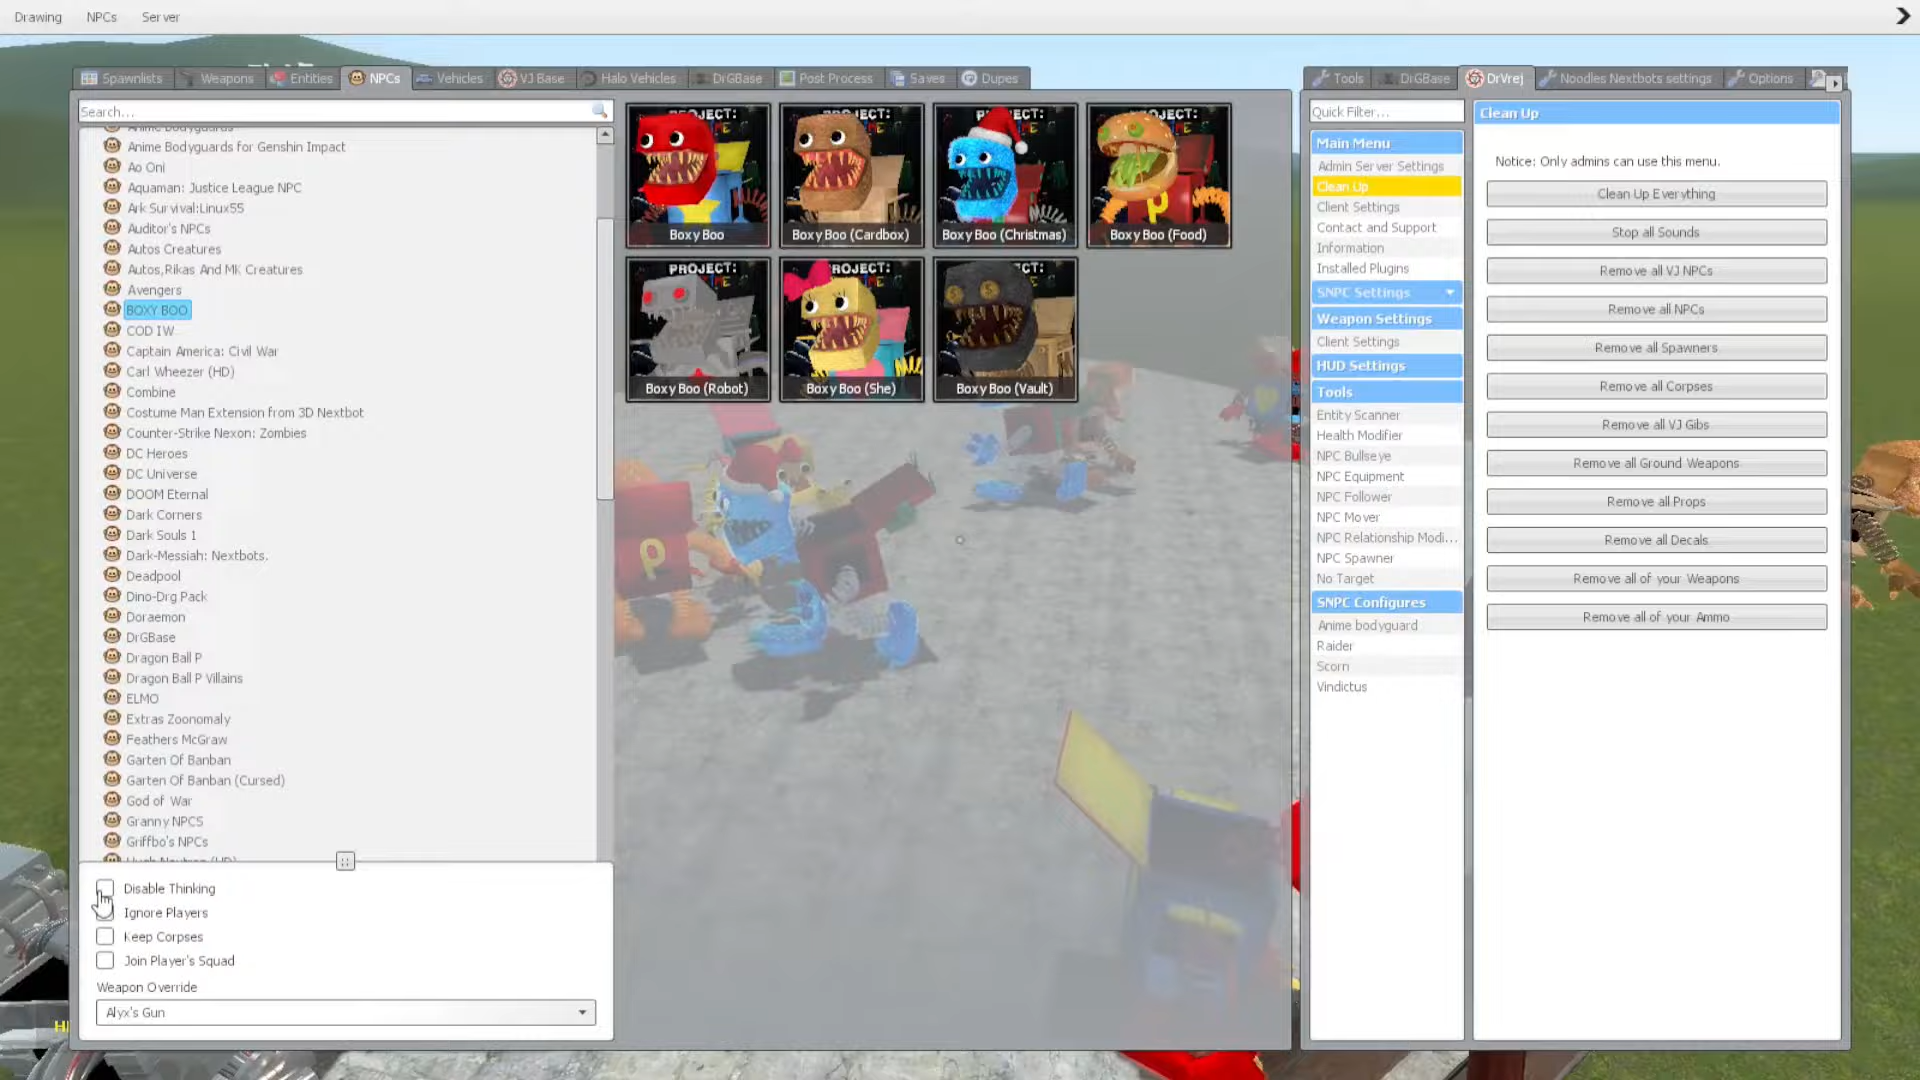 Drawing NPCs Server
Spawnlists Weapons Entities NPCs Vehicles VJ Base Halo Vehicles DrGBase Post Process Saves Dupes
Tools DrGBase DrVrej Noodles Nextbots settings Options
Search...
Anime Bodyguards
Anime Bodyguards for Genshin Impact
Ao Oni
Aquaman: Justice League NPC
Ark Survival:Linux55
Auditor's NPCs
Autos Creatures
Autos,Rikas And MK Creatures
Avengers
BOXY BOO
COD IW
Captain America: Civil War
Carl Wheezer (HD)
Combine
Costume Man Extension from 3D Nextbot
Counter-Strike Nexon: Zombies
DC Heroes
DC Universe
DOOM Eternal
Dark Corners
Dark Souls 1
Dark-Messiah: Nextbots.
Deadpool
Dino-Drg Pack
Doraemon
DrGBase
Dragon Ball P
Dragon Ball P Villains
ELMO
Extras Zoonomaly
Feathers McGraw
Garten Of Banban
Garten Of Banban (Cursed)
God of War
Granny NPCS
Griffbo's NPCs
Disable Thinking
Ignore Players
Keep Corpses
Join Player's Squad
Weapon Override
Alyx's Gun
PROJECT:
Boxy Boo
PROJECT:
Boxy Boo (Cardbox)
PROJECT:
Boxy Boo (Christmas)
PROJECT:
Boxy Boo (Food)
P
PROJECT:
Boxy Boo (Robot)
ROJECT:
Boxy Boo (She)
CT:
Boxy Boo (Vault)
P
Quick Filter...
Main Menu
Admin Server Settings
Clean Up
Client Settings
Contact and Support
Information
Installed Plugins
SNPC Settings
Weapon Settings
Client Settings
HUD Settings
Tools
Entity Scanner
Health Modifier
NPC Bullseye
NPC Equipment
NPC Follower
NPC Mover
NPC Relationship Modi...
NPC Spawner
No Target
SNPC Configures
Anime bodyguard
Raider
Scorn
Vindictus
Clean Up
Notice: Only admins can use this menu.
Clean Up Everything
Stop all Sounds
Remove all VJ NPCs
Remove all NPCs
Remove all Spawners
Remove all Corpses
Remove all VJ Gibs
Remove all Ground Weapons
Remove all Props
Remove all Decals
Remove all of your Weapons
Remove all of your Ammo